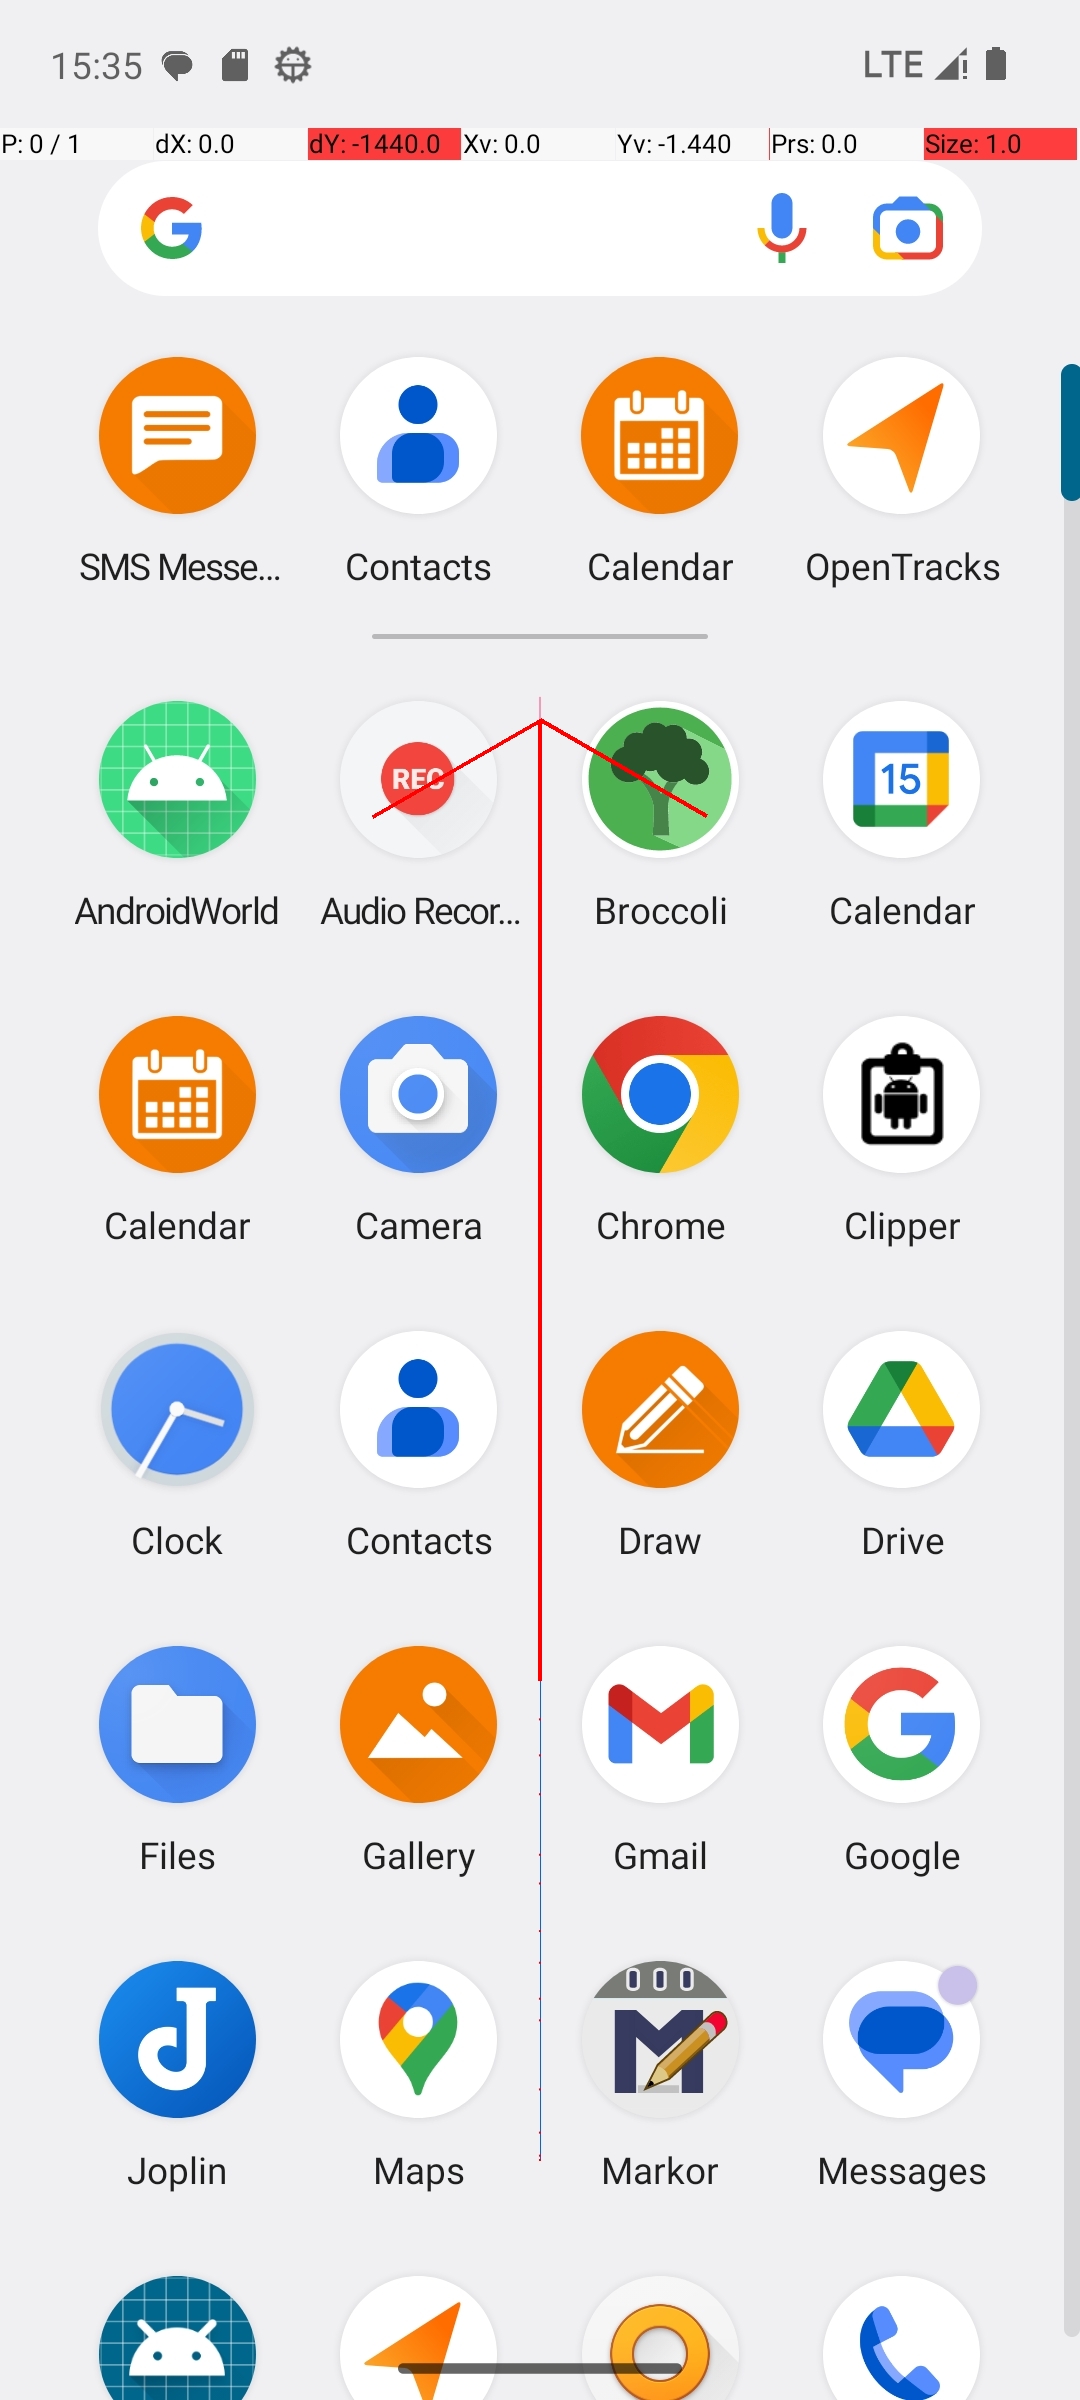 15:35 LTE
P: 0 / 1 dX: 0.0 dY: -1440.0 Xv: 0.0 Yv: -1.440 Prs: 0.0 Size: 1.0
SMS Messe... Contacts Calendar OpenTracks
REC 15
AndroidWorld Audio Recor... Broccoli Calendar
Calendar Camera Chrome Clipper
Clock Contacts Draw Drive
Files Gallery Gmail Google
Joplin Maps Markor Messages